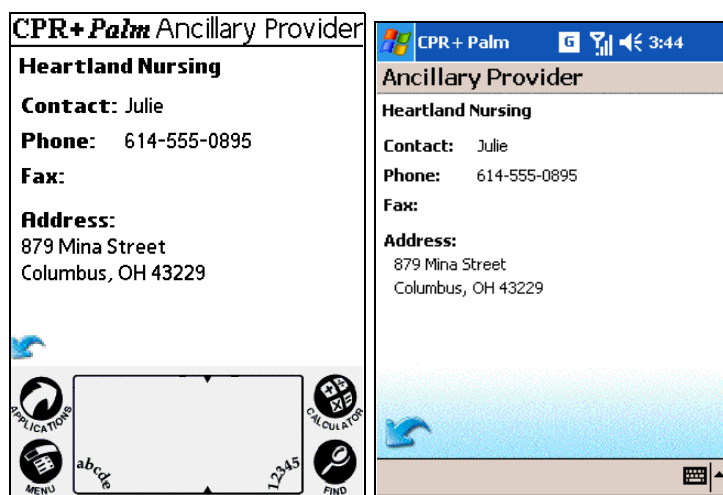 CPR+ Palm Ancillary Provider
Heartland Nursing
Contact: Julie
Phone: 614-555-0895
Fax:
Address:
879 Mina Street
Columbus, OH 43229
APPLICATIONS
CALCULATOR
MENU
abcde
12345
FIND
CPR+ Palm G 3:44
Ancillary Provider
Heartland Nursing
Contact: Julie
Phone: 614-555-0895
Fax:
Address:
879 Mina Street
Columbus, OH 43229